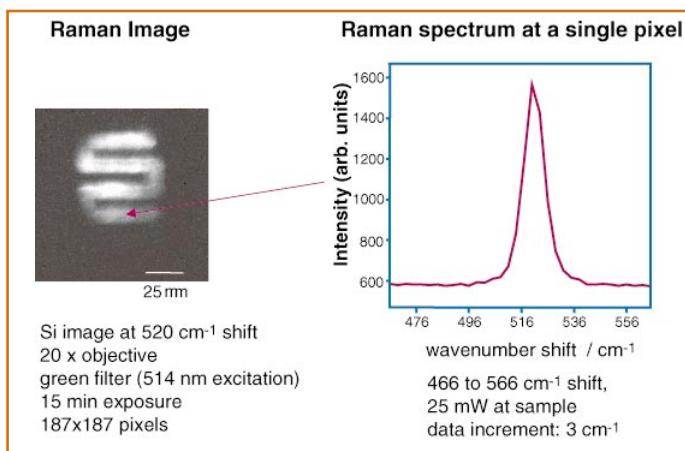 Raman Image
25 mm
Si image at 520 cm-1 shift
20 x objective
green filter (514 nm excitation)
15 min exposure
187x187 pixels
Raman spectrum at a single pixel
Intensity (arb. units)
1600
1400
1200
1000
800
600
476 496 516 536 556
wavenumber shift / cm-1
466 to 566 cm-1 shift,
25 mW at sample
data increment: 3 cm-1